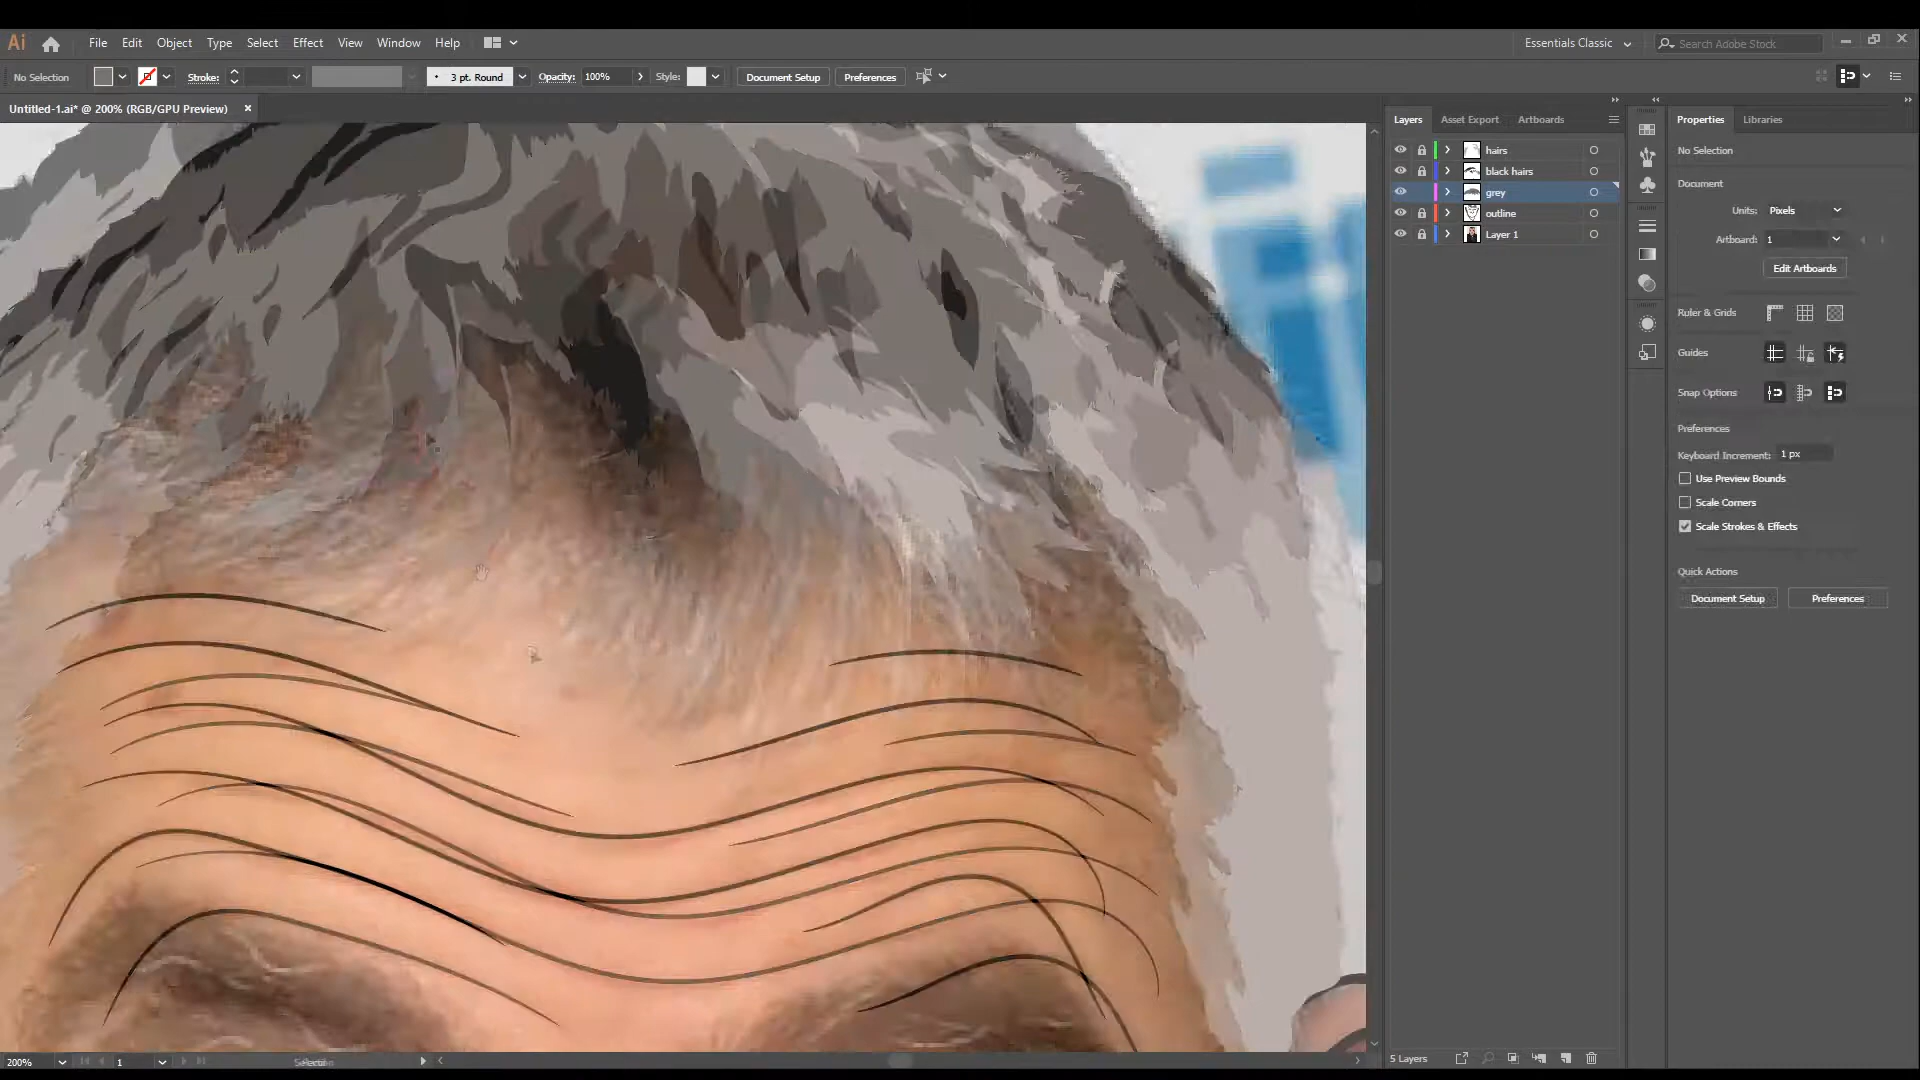 Ai File Edit Object Type Select Effect View Window Help Essentials Classic Search Adobe Stock
No Selection Stroke: 3 pt. Round Opacity: 100% Style: Document Setup Preferences
Untitled-1.ai* @ 200% (RGB/GPU Preview)
Layers Asset Export Artboards
hairs
black hairs
grey
outline
Layer 1
Properties Libraries
No Selection
Document
Units: Pixels
Artboard: 1
Edit Artboards
Ruler & Grids
Guides
Snap Options
Preferences
Keyboard Increment: 1 px
Use Preview Bounds
Scale Corners
Scale Strokes & Effects
Quick Actions
Document Setup Preferences
200% 1 Selection 5 Layers